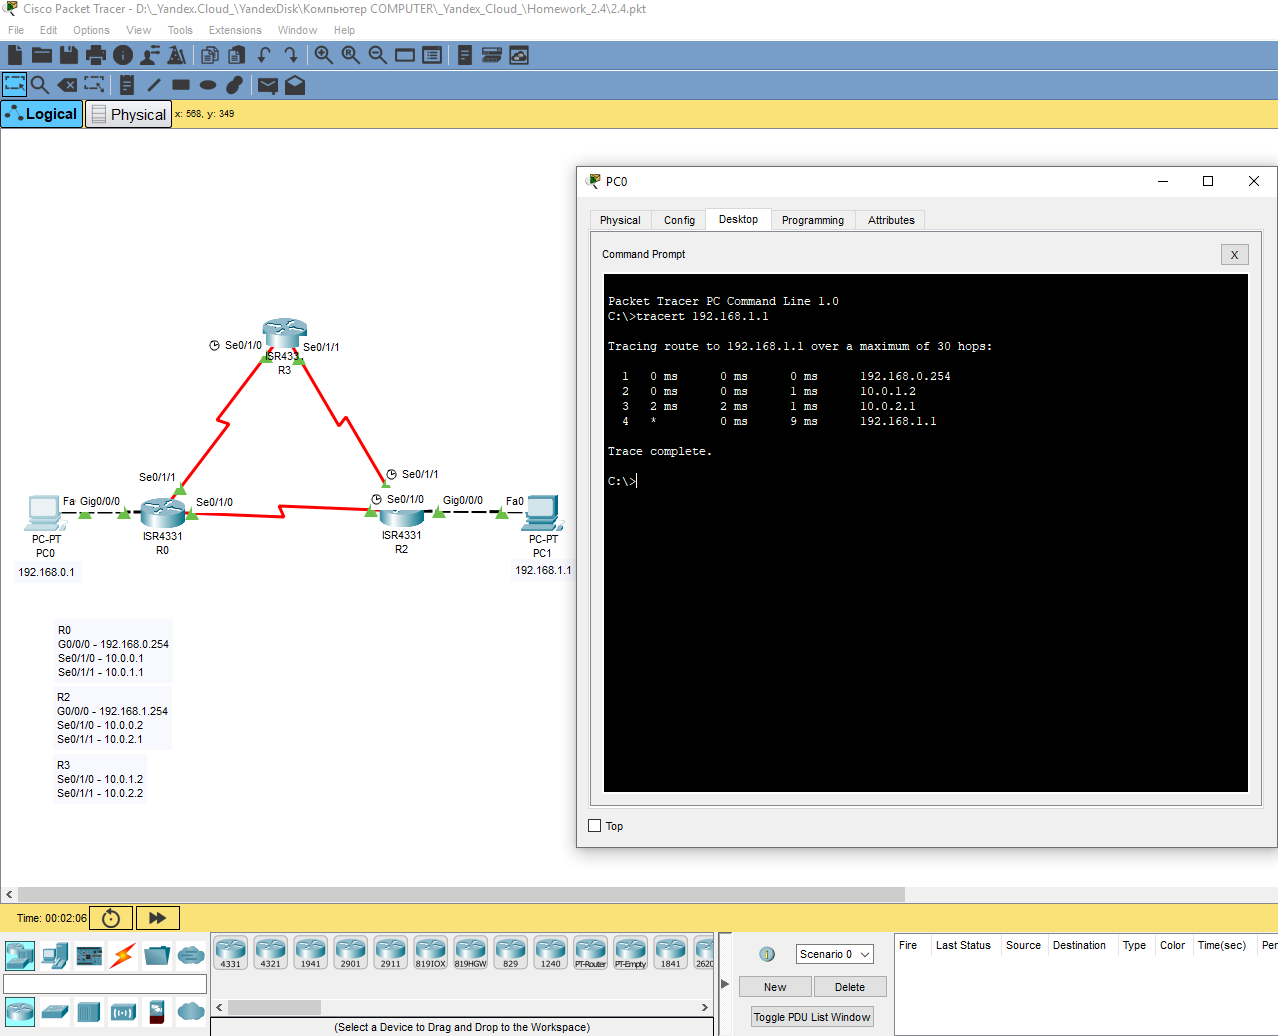 Cisco Packet Tracer - D:\_Yandex.Cloud_\YandexDisk\Компьютер COMPUTER\_Yandex_Cloud_\Homework_2.4\2.4.pkt
File Edit Options View Tools Extensions Window Help
Logical Physical x: 568, y: 349
PC0
Physical Config Desktop Programming Attributes
Command Prompt X
Packet Tracer PC Command Line 1.0
C:\>tracert 192.168.1.1
Tracing route to 192.168.1.1 over a maximum of 30 hops:
1 0 ms 0 ms 0 ms 192.168.0.254
2 0 ms 0 ms 1 ms 10.0.1.2
3 2 ms 2 ms 1 ms 10.0.2.1
4 * 0 ms 9 ms 192.168.1.1
Trace complete.
C:\>
Top
Se0/1/0 Se0/1/1
ISR433
R3
Se0/1/1 Se0/1/1
Fa Gig0/0/0 Se0/1/0 Se0/1/0 Gig0/0/0 Fa0
PC-PT ISR4331 ISR4331 PC-PT
PC0 R0 R2 PC1
192.168.0.1 192.168.1.1
R0
G0/0/0 - 192.168.0.254
Se0/1/0 - 10.0.0.1
Se0/1/1 - 10.0.1.1
R2
G0/0/0 - 192.168.1.254
Se0/1/0 - 10.0.0.2
Se0/1/1 - 10.0.2.1
R3
Se0/1/0 - 10.0.1.2
Se0/1/1 - 10.0.2.2
Time: 00:02:06
4331 4321 1941 2901 2911 819IOX 819HGW 829 1240 PT-Router PT-Empty 1841 2620
(Select a Device to Drag and Drop to the Workspace)
Scenario 0
New Delete
Toggle PDU List Window
Fire Last Status Source Destination Type Color Time(sec) Per